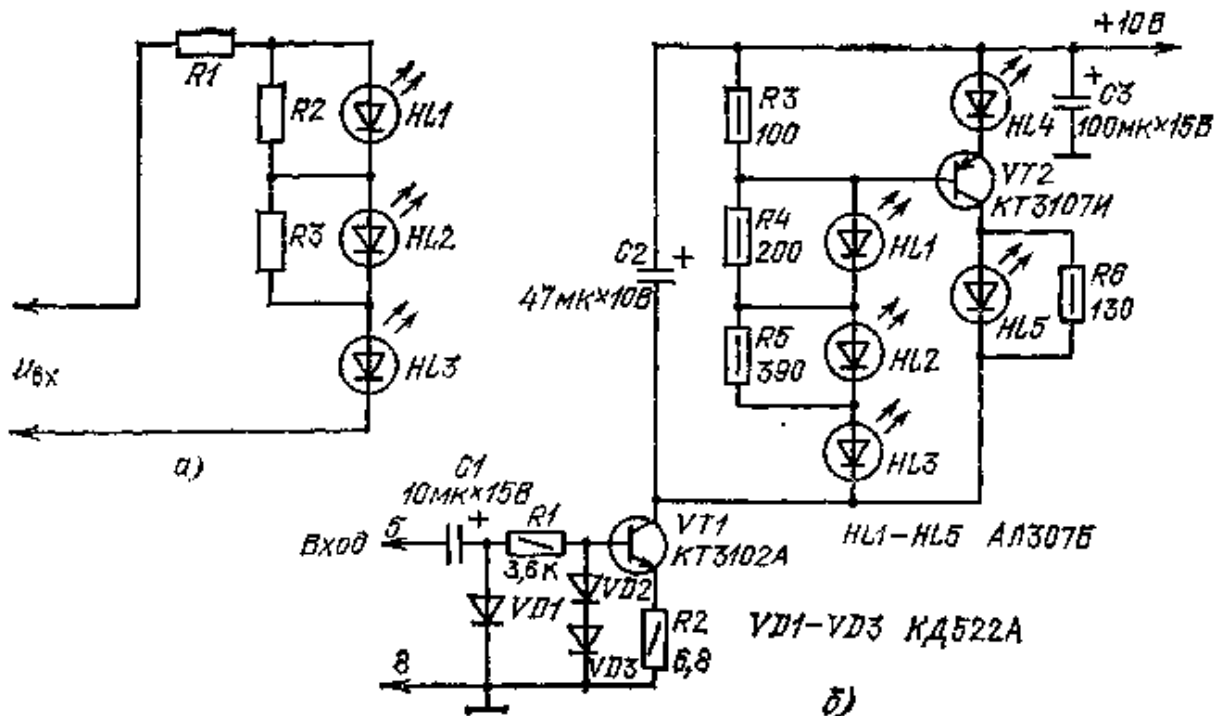 R1
R2
HL1
R3
HL2
HL3
Uвх
а)
+10В
R3
100
HL4
+
C3
100мк×15В
VT2
КТ3107И
R4
200
HL1
C2
+
47мк×10В
HL5
R6
130
R5
390
HL2
HL3
HL1-HL5 АЛ307Б
C1
10мк×15В
Вход
5
+
R1
3,6к
VT1
КТ3102А
VD1
VD2
VD3
R2
6,8
VD1-VD3 КД522А
8
б)